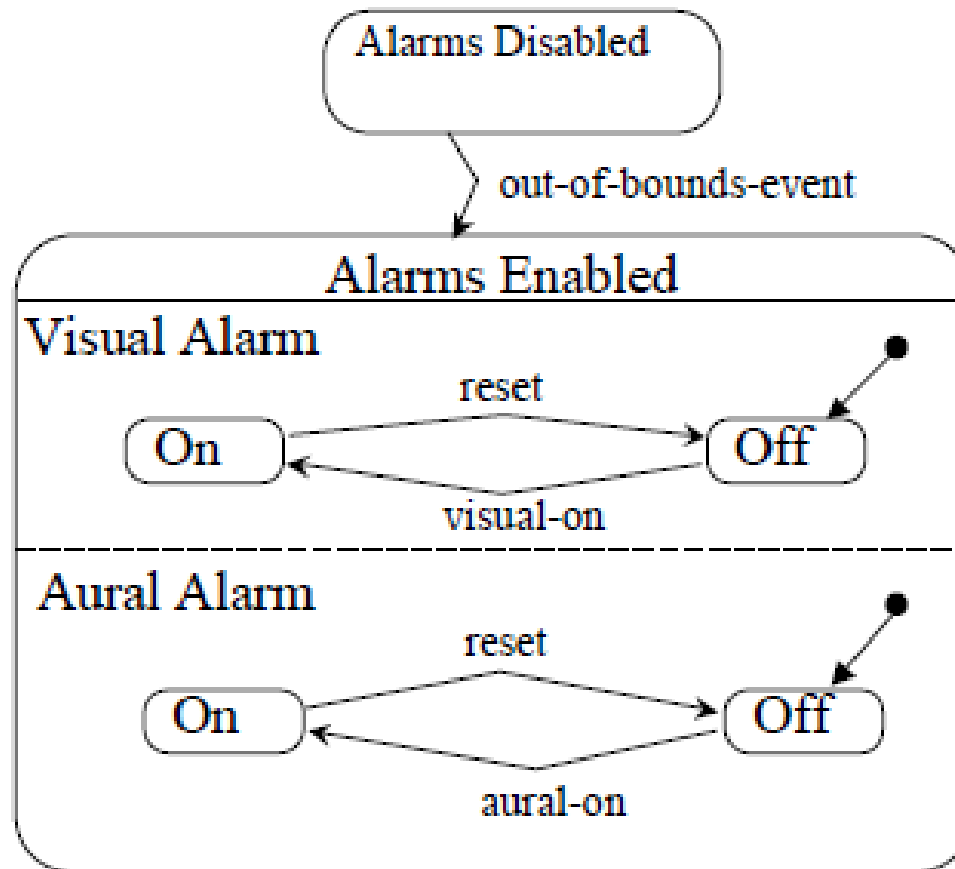 Alarms Disabled
out-of-bounds-event
Alarms Enabled
Visual Alarm
reset
On
Off
visual-on
Aural Alarm
reset
On
Off
aural-on